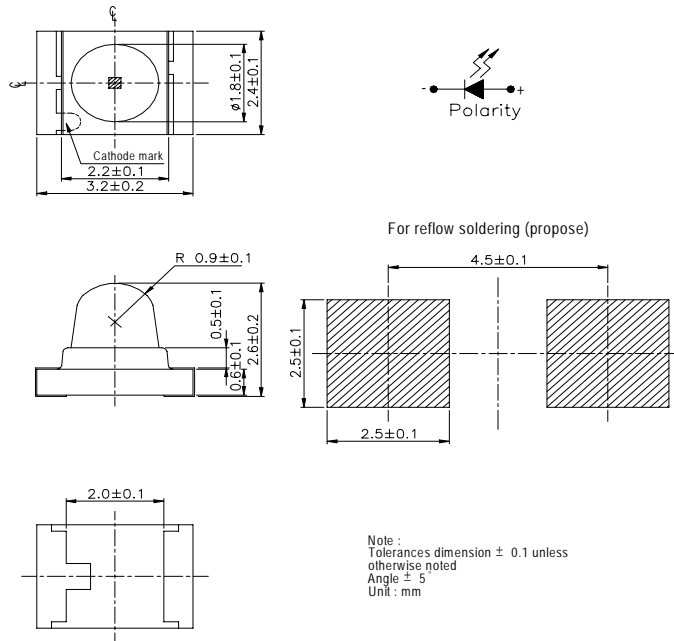 ℄
℄
ø1.8±0.1
2.4±0.1
Cathode mark
2.2±0.1
3.2±0.2
- +
Polarity
For reflow soldering (propose)
4.5±0.1
2.5±0.1
2.5±0.1
R 0.9±0.1
0.5±0.1
2.6±0.2
0.6±0.1
2.0±0.1
Note :
Tolerances dimension ± 0.1 unless
otherwise noted
Angle ± 5°
Unit : mm